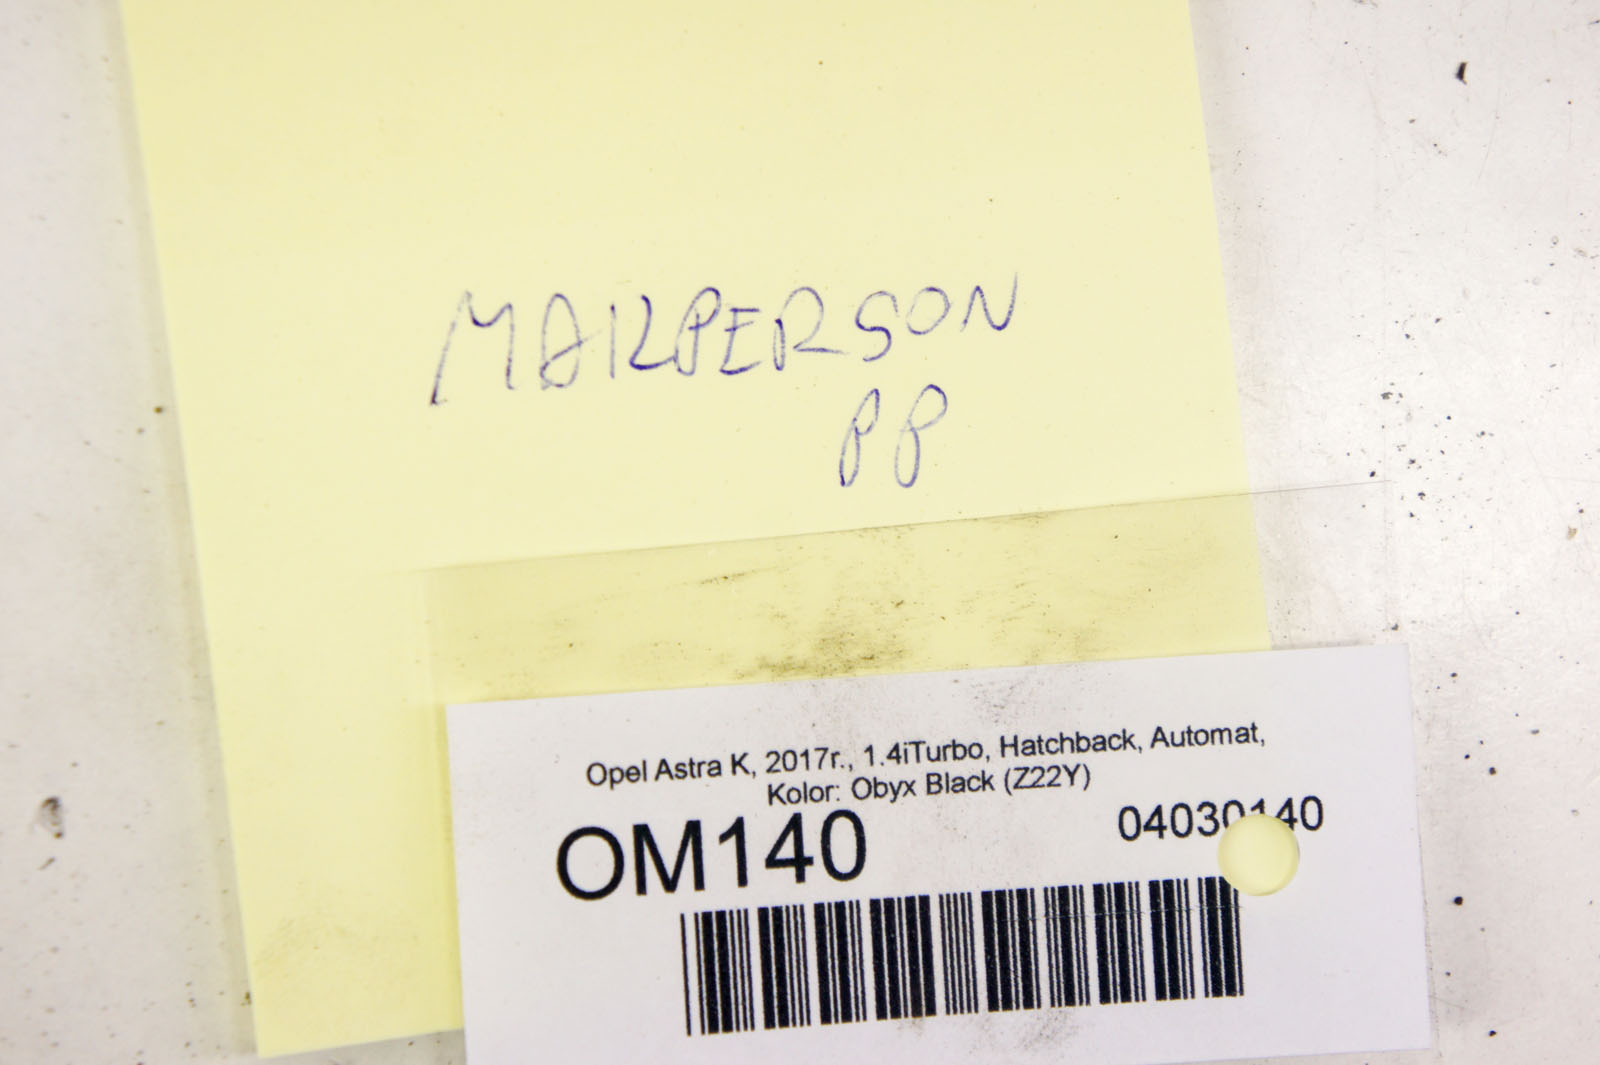 MAKPERSON
PP
Opel Astra K, 2017r., 1.4iTurbo, Hatchback, Automat,
Kolor: Obyx Black (Z22Y)
OM140
04030140